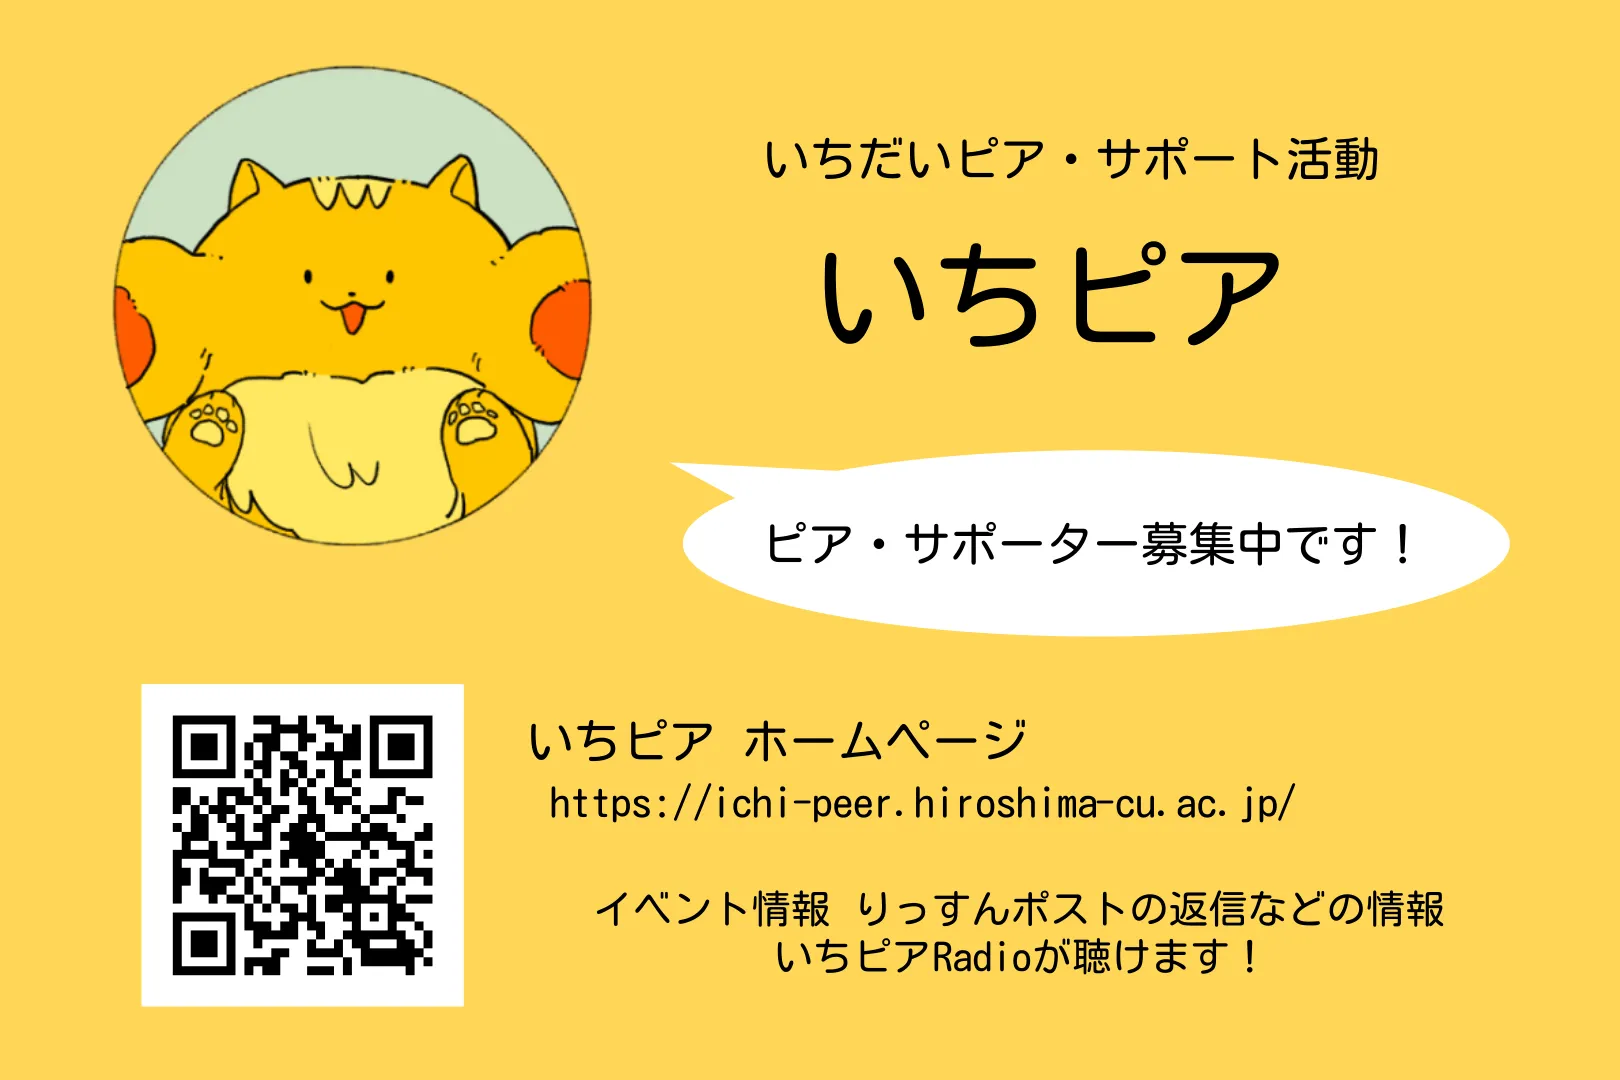 いちだいピア・サポート活動
いちピア
ピア・サポーター募集中です！
いちピア ホームページ
https://ichi-peer.hiroshima-cu.ac.jp/
イベント情報 りっすんポストの返信などの情報
いちピアRadioが聴けます！